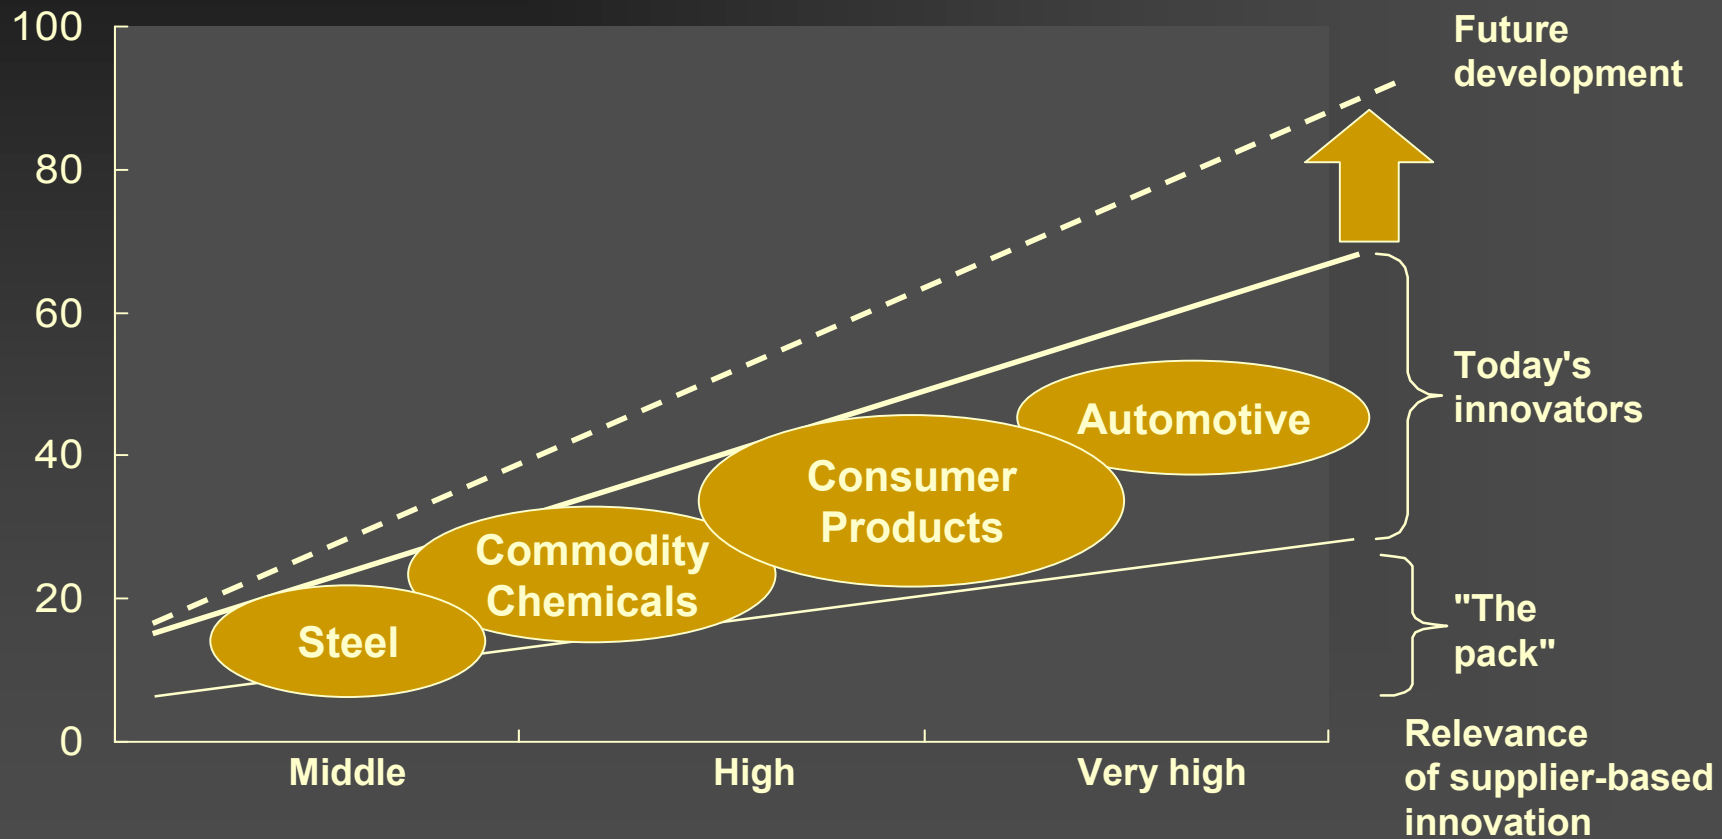 100
80
60
40
20
0
Future
development
Today's
innovators
"The
pack"
Automotive
Consumer
Products
Commodity
Chemicals
Steel
Middle
High
Very high
Relevance
of supplier-based
innovation